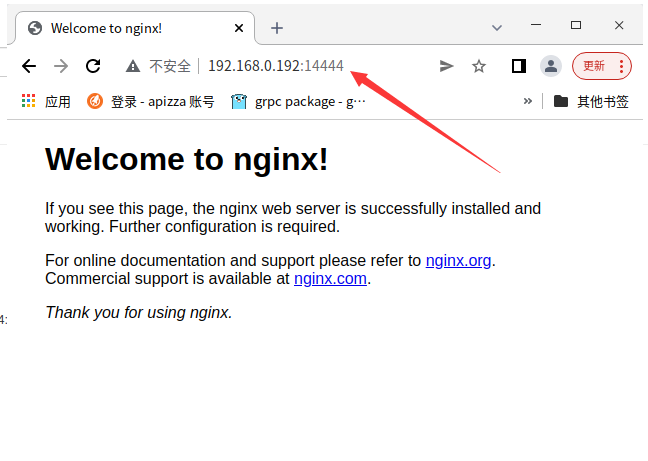 Welcome to nginx!
不安全 192.168.0.192:14444 更新
应用 登录 - apizza 账号 grpc package - g··· » 其他书签
Welcome to nginx!
If you see this page, the nginx web server is successfully installed and
working. Further configuration is required.
For online documentation and support please refer to nginx.org.
Commercial support is available at nginx.com.
Thank you for using nginx.
4: